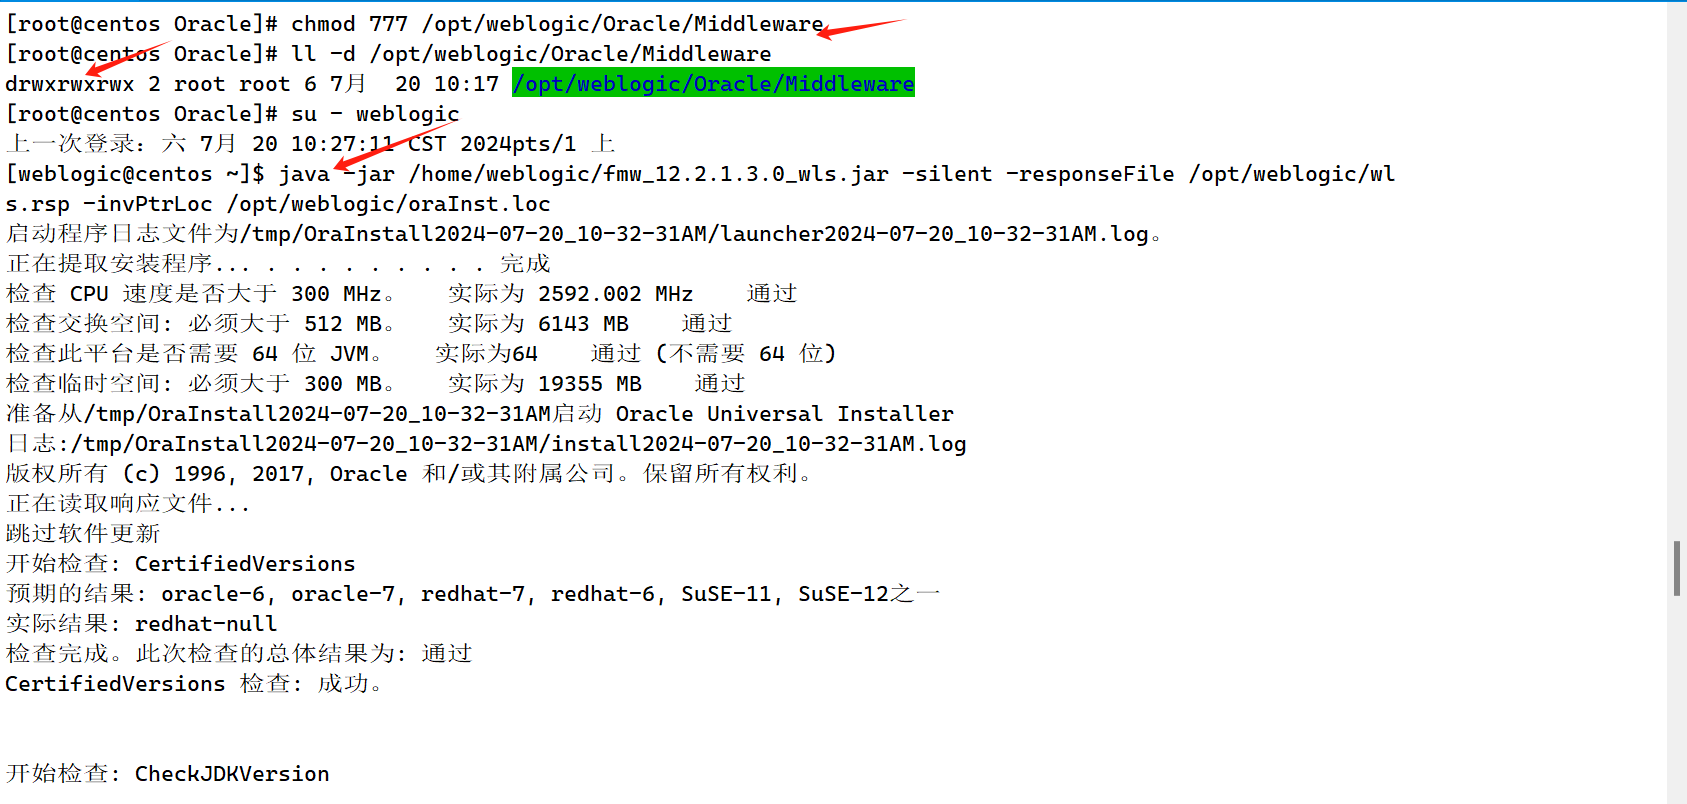 [root@centos Oracle]# chmod 777 /opt/weblogic/Oracle/Middleware
[root@centos Oracle]# ll -d /opt/weblogic/Oracle/Middleware
drwxrwxrwx 2 root root 6 7月  20 10:17 /opt/weblogic/Oracle/Middleware
[root@centos Oracle]# su - weblogic
上一次登录：六 7月 20 10:27:11 CST 2024pts/1 上
[weblogic@centos ~]$ java -jar /home/weblogic/fmw_12.2.1.3.0_wls.jar -silent -responseFile /opt/weblogic/wl
s.rsp -invPtrLoc /opt/weblogic/oraInst.loc
启动程序日志文件为/tmp/OraInstall2024-07-20_10-32-31AM/launcher2024-07-20_10-32-31AM.log。
正在提取安装程序... . . . . . . . . . 完成
检查 CPU 速度是否大于 300 MHz。   实际为 2592.002 MHz    通过
检查交换空间: 必须大于 512 MB。   实际为 6143 MB    通过
检查此平台是否需要 64 位 JVM。   实际为64    通过 (不需要 64 位)
检查临时空间: 必须大于 300 MB。   实际为 19355 MB    通过
准备从/tmp/OraInstall2024-07-20_10-32-31AM启动 Oracle Universal Installer
日志:/tmp/OraInstall2024-07-20_10-32-31AM/install2024-07-20_10-32-31AM.log
版权所有 (c) 1996, 2017, Oracle 和/或其附属公司。保留所有权利。
正在读取响应文件...
跳过软件更新
开始检查: CertifiedVersions
预期的结果: oracle-6, oracle-7, redhat-7, redhat-6, SuSE-11, SuSE-12之一
实际结果: redhat-null
检查完成。此次检查的总体结果为: 通过
CertifiedVersions 检查: 成功。
开始检查: CheckJDKVersion